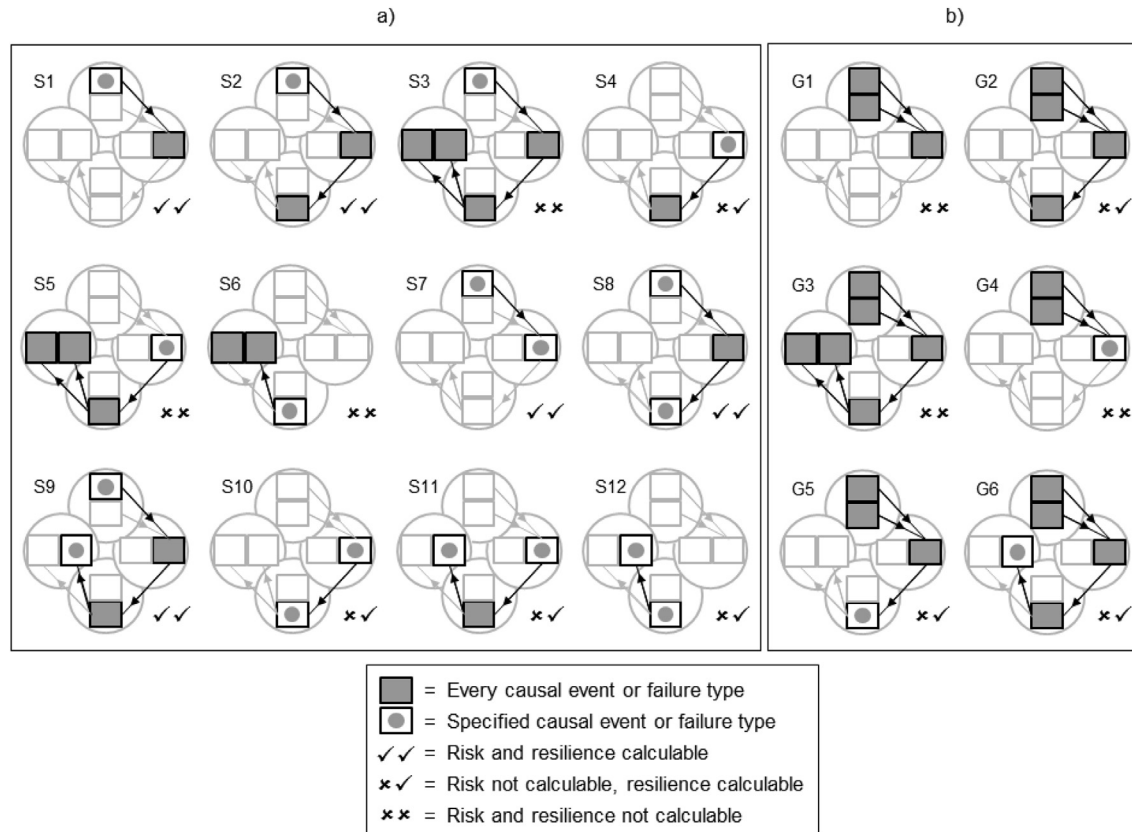 a)
b)
S1
S2
S3
S4
G1
G2
✓✓
✓✓
✗✗
✗✓
✗✗
✗✓
S5
S6
S7
S8
G3
G4
✗✗
✗✗
✓✓
✓✓
✗✗
✗✗
S9
S10
S11
S12
G5
G6
✓✓
✗✓
✗✓
✗✓
✗✓
✗✓
= Every causal event or failure type
= Specified causal event or failure type
✓✓ = Risk and resilience calculable
✗✓ = Risk not calculable, resilience calculable
✗✗ = Risk and resilience not calculable